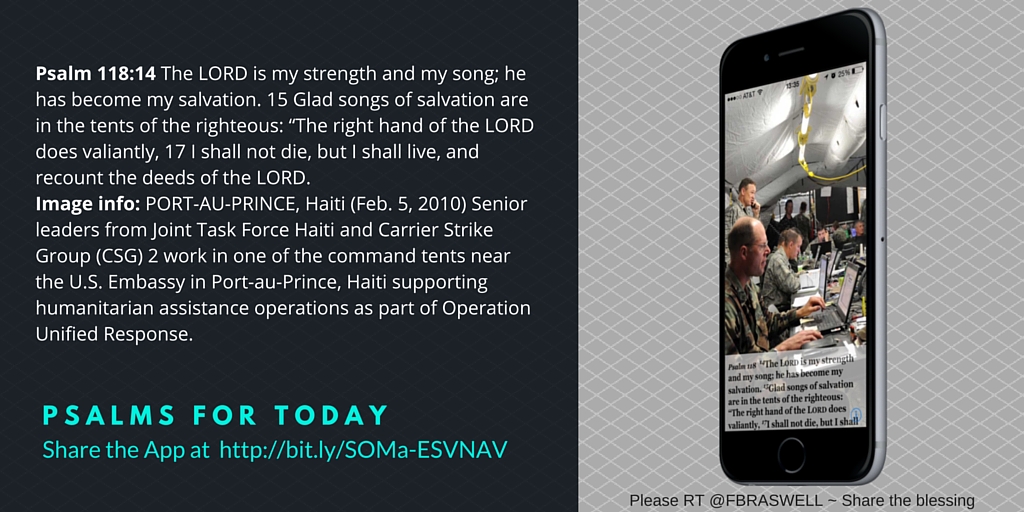 Psalm 118:14 The LORD is my strength and my song; he
has become my salvation. 15 Glad songs of salvation are
in the tents of the righteous: “The right hand of the LORD
does valiantly, 17 I shall not die, but I shall live, and
recount the deeds of the LORD.
Image info: PORT-AU-PRINCE, Haiti (Feb. 5, 2010) Senior
leaders from Joint Task Force Haiti and Carrier Strike
Group (CSG) 2 work in one of the command tents near
the U.S. Embassy in Port-au-Prince, Haiti supporting
humanitarian assistance operations as part of Operation
Unified Response.
PSALMS FOR TODAY
Share the App at http://bit.ly/SOMa-ESVNAV
AT&T 13:35 25%
Psalm 118 14The LORD is my strength
and my song; he has become my
salvation. 15Glad songs of salvation
are in the tents of the righteous:
“The right hand of the LORD does
valiantly, 17I shall not die, but I shall
Please RT @FBRASWELL ~ Share the blessing